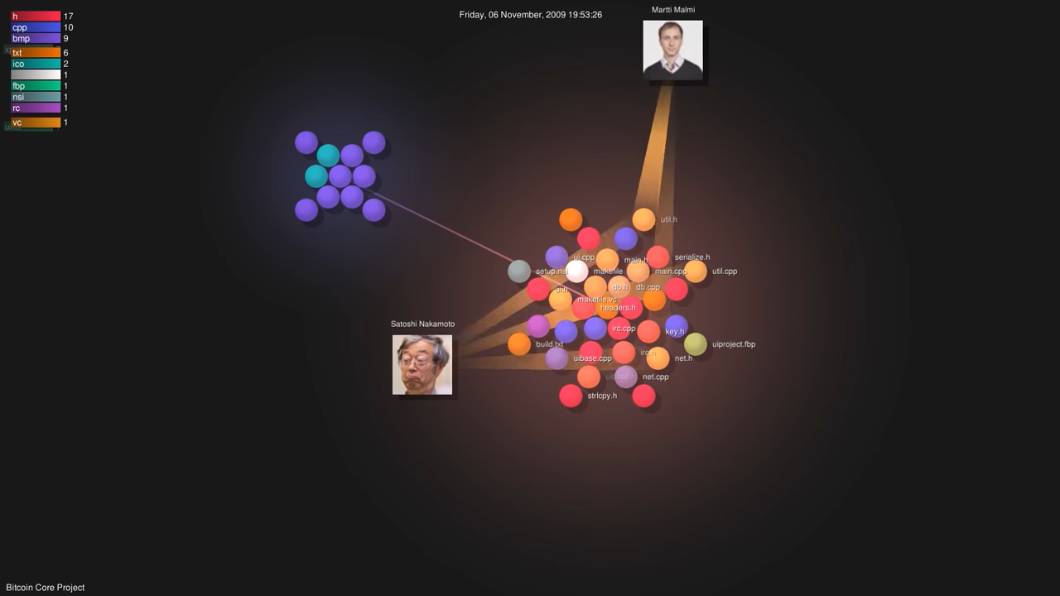 h 17
cpp 10
bmp 9
txt 6
ico 2
1
fbp 1
nsi 1
rc 1
vc 1
Friday, 06 November, 2009 19:53:26
Martti Malmi
util.h
ui.cpp
main.h
serialize.h
makefile
main.cpp
util.cpp
db.h
db.cpp
makefile.vc
headers.h
Satoshi Nakamoto
irc.cpp
key.h
build.txt
uiproject.fbp
uibase.cpp
net.h
net.cpp
strlcpy.h
Bitcoin Core Project